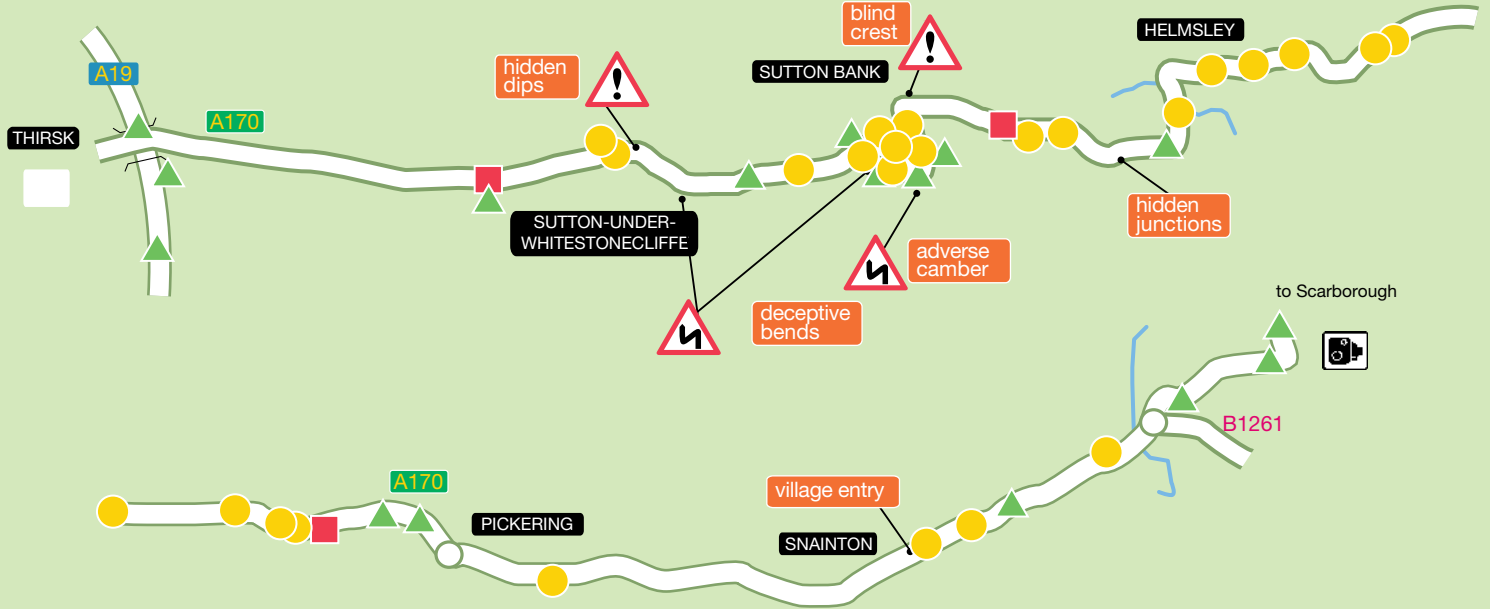 blind
crest
HELMSLEY
hidden
dips
SUTTON BANK
A19
A170
THIRSK
hidden
junctions
SUTTON-UNDER-
WHITESTONECLIFFE
adverse
camber
deceptive
bends
to Scarborough
B1261
A170
village entry
PICKERING
SNAINTON